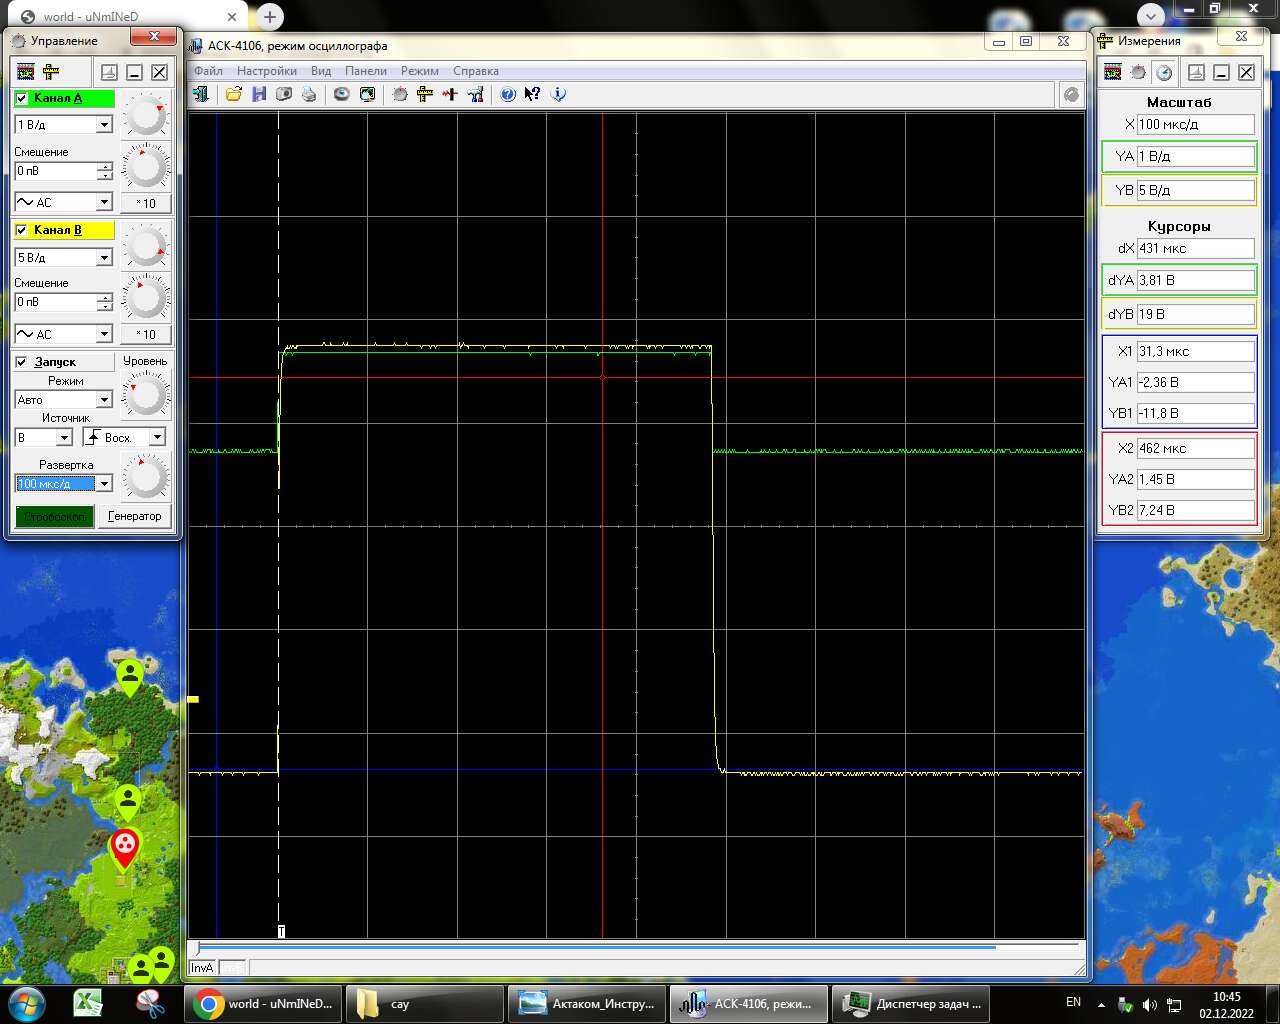 world - uNmINeD
Управление
Канал A
1 В/д
Смещение
0 пВ
AC
* 10
Канал B
5 В/д
Смещение
0 пВ
AC
* 10
Запуск
Уровень
Режим
Авто
Источник
B
Восх.
Развертка
100 мкс/д
Стробоскоп
Генератор
АСК-4106, режим осциллографа
Файл Настройки Вид Панели Режим Справка
T
InvA
Измерения
Масштаб
X 100 мкс/д
YA 1 В/д
YB 5 В/д
Курсоры
dX 431 мкс
dYA 3,81 В
dYB 19 В
X1 31,3 мкс
YA1 -2,36 В
YB1 -11,8 В
X2 462 мкс
YA2 1,45 В
YB2 7,24 В
world - uNmINeD...
cay
Актаком_Инстру...
АСК-4106, режи...
Диспетчер задач ...
EN
10:45
02.12.2022